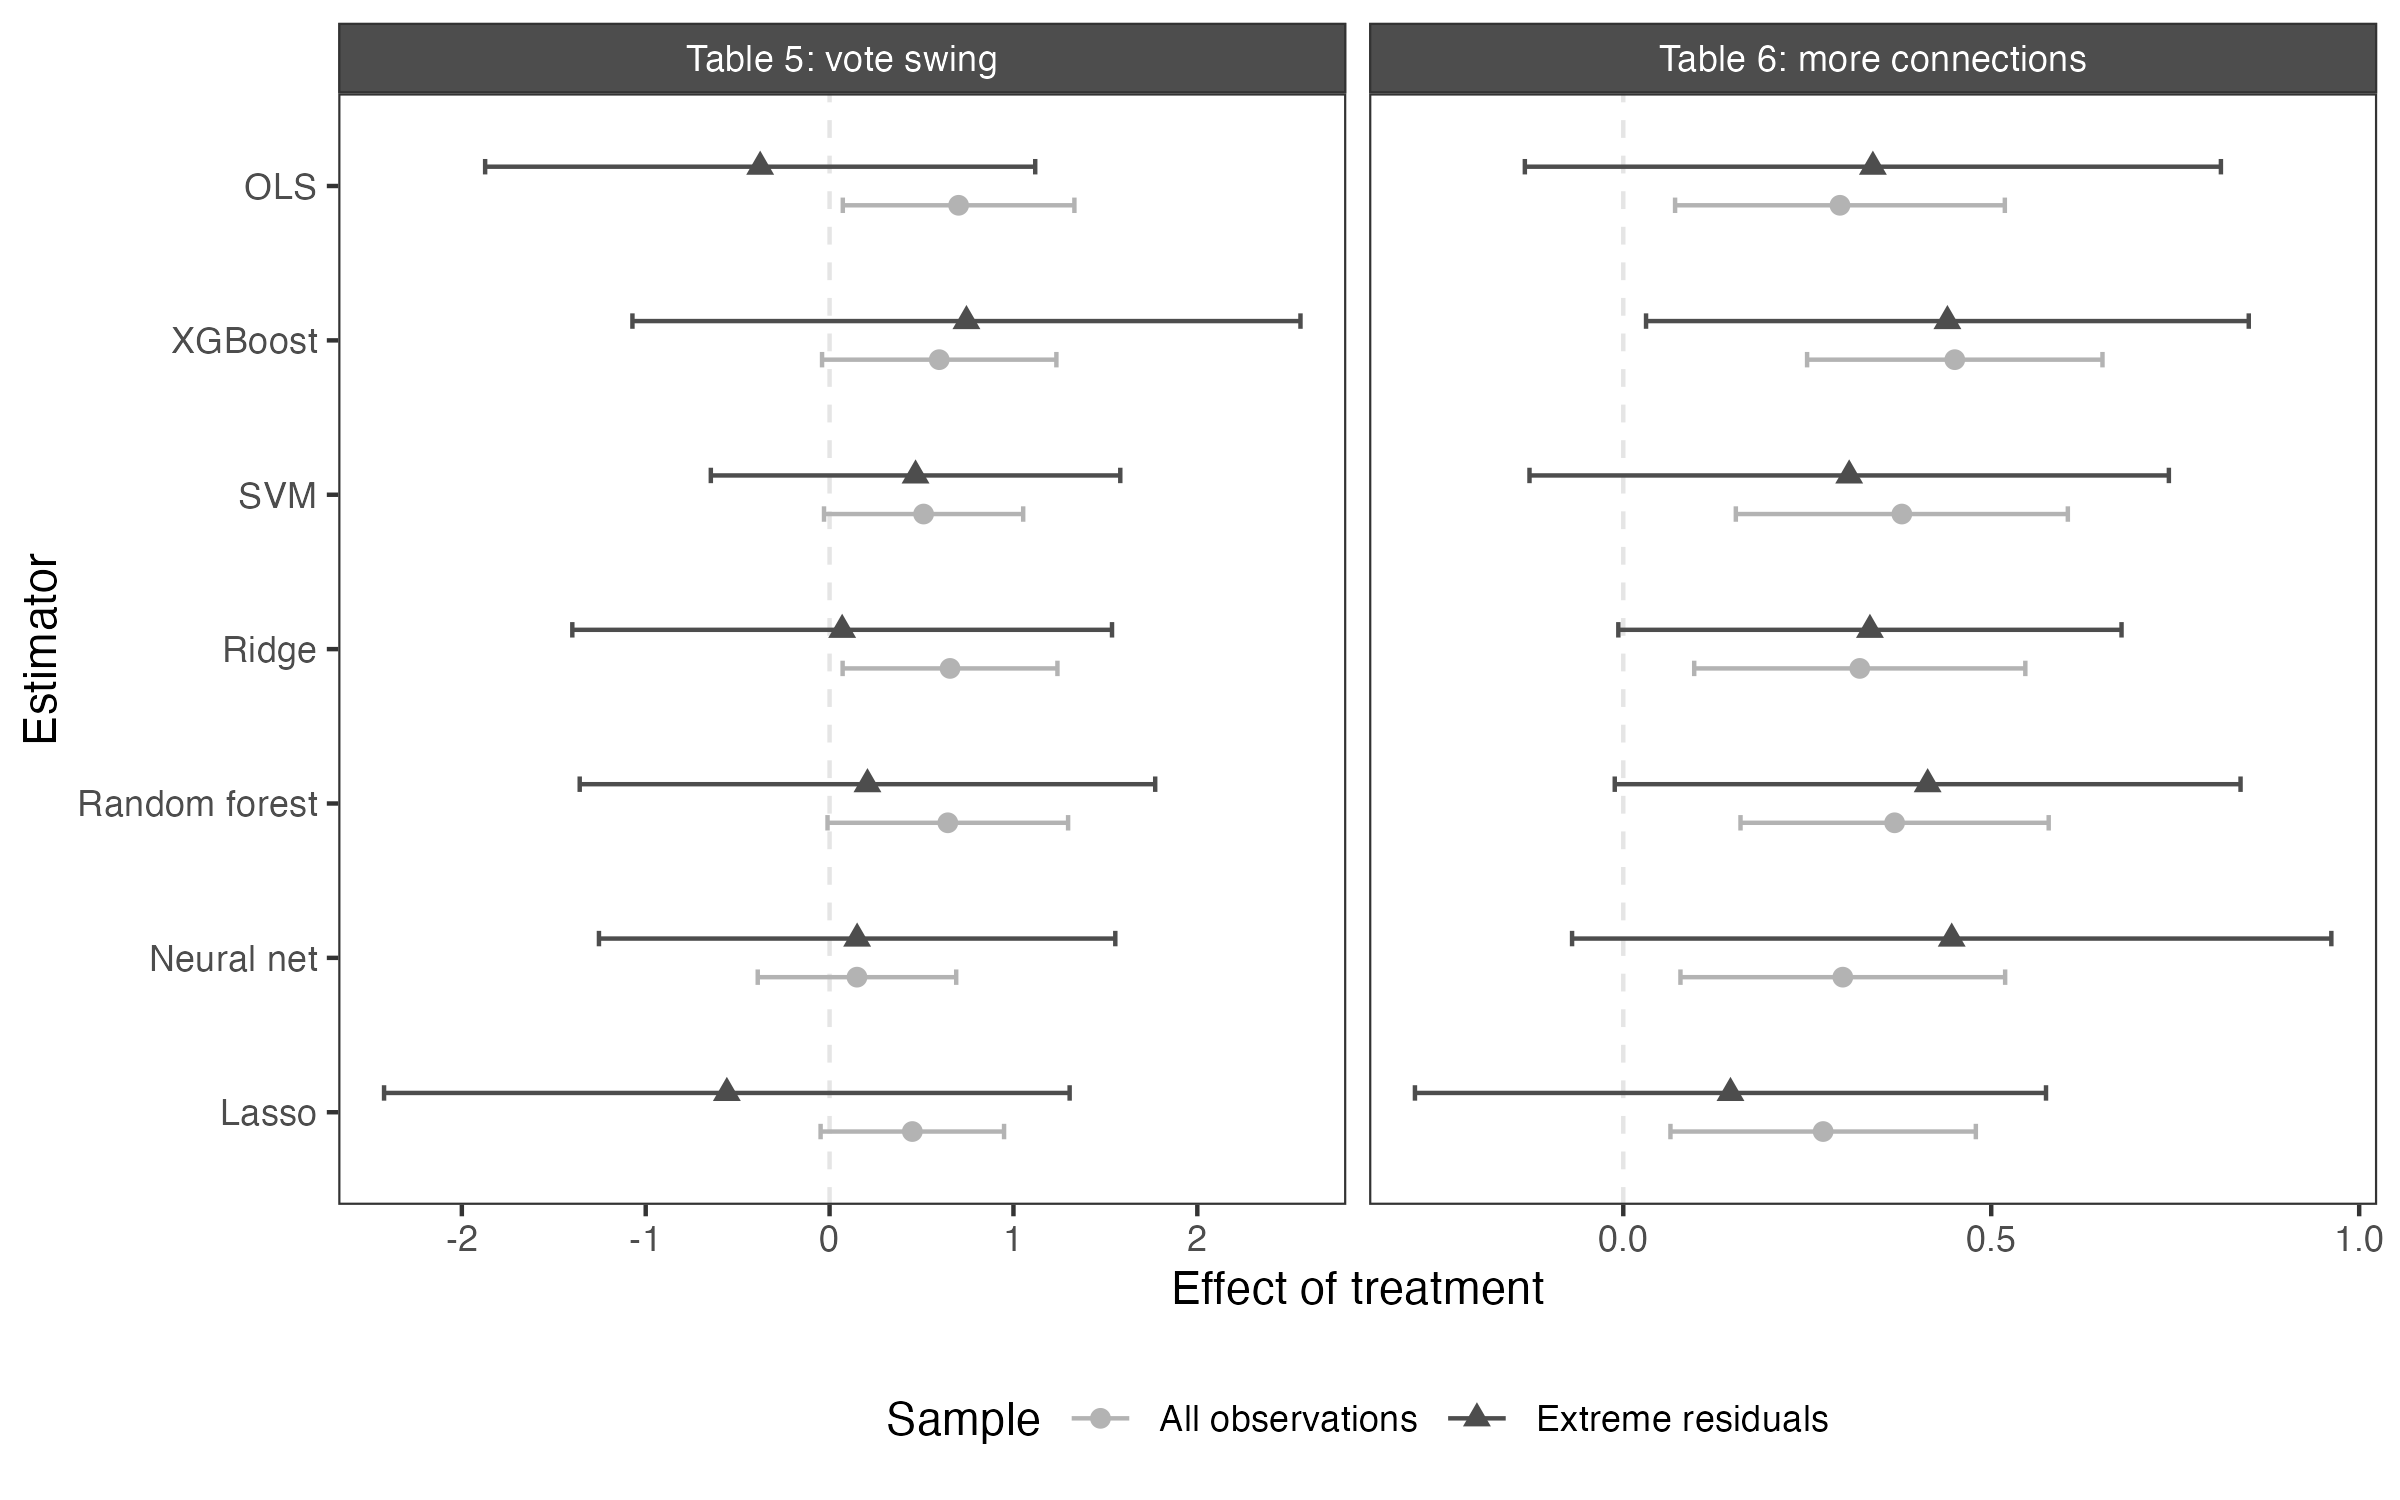 Table 5: vote swing
Table 6: more connections
OLS
XGBoost
SVM
Ridge
Random forest
Neural net
Lasso
Estimator
-2 -1 0 1 2
0.0 0.5 1.0
Effect of treatment
Sample All observations Extreme residuals